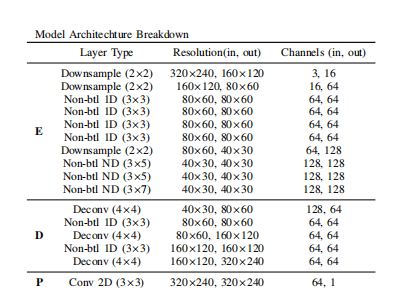 Model Architechture Breakdown
Layer Type Resolution(in, out) Channels (in, out)
Downsample (2×2) 320×240, 160×120 3, 16
Downsample (2×2) 160×120, 80×60 16, 64
Non-btl 1D (3×3) 80×60, 80×60 64, 64
Non-btl 1D (3×3) 80×60, 80×60 64, 64
Non-btl 1D (3×3) 80×60, 80×60 64, 64
E Non-btl 1D (3×3) 80×60, 80×60 64, 64
Downsample (2×2) 80×60, 40×30 64, 128
Non-btl ND (3×5) 40×30, 40×30 128, 128
Non-btl ND (3×5) 40×30, 40×30 128, 128
Non-btl ND (3×7) 40×30, 40×30 128, 128
Deconv (4×4) 40×30, 80×60 128, 64
Non-btl 1D (3×3) 80×60, 80×60 64, 64
D Deconv (4×4) 80×60, 160×120 64, 64
Non-btl 1D (3×3) 160×120, 160×120 64, 64
Deconv (4×4) 160×120, 320×240 64, 64
P Conv 2D (3×3) 320×240, 320×240 64, 1